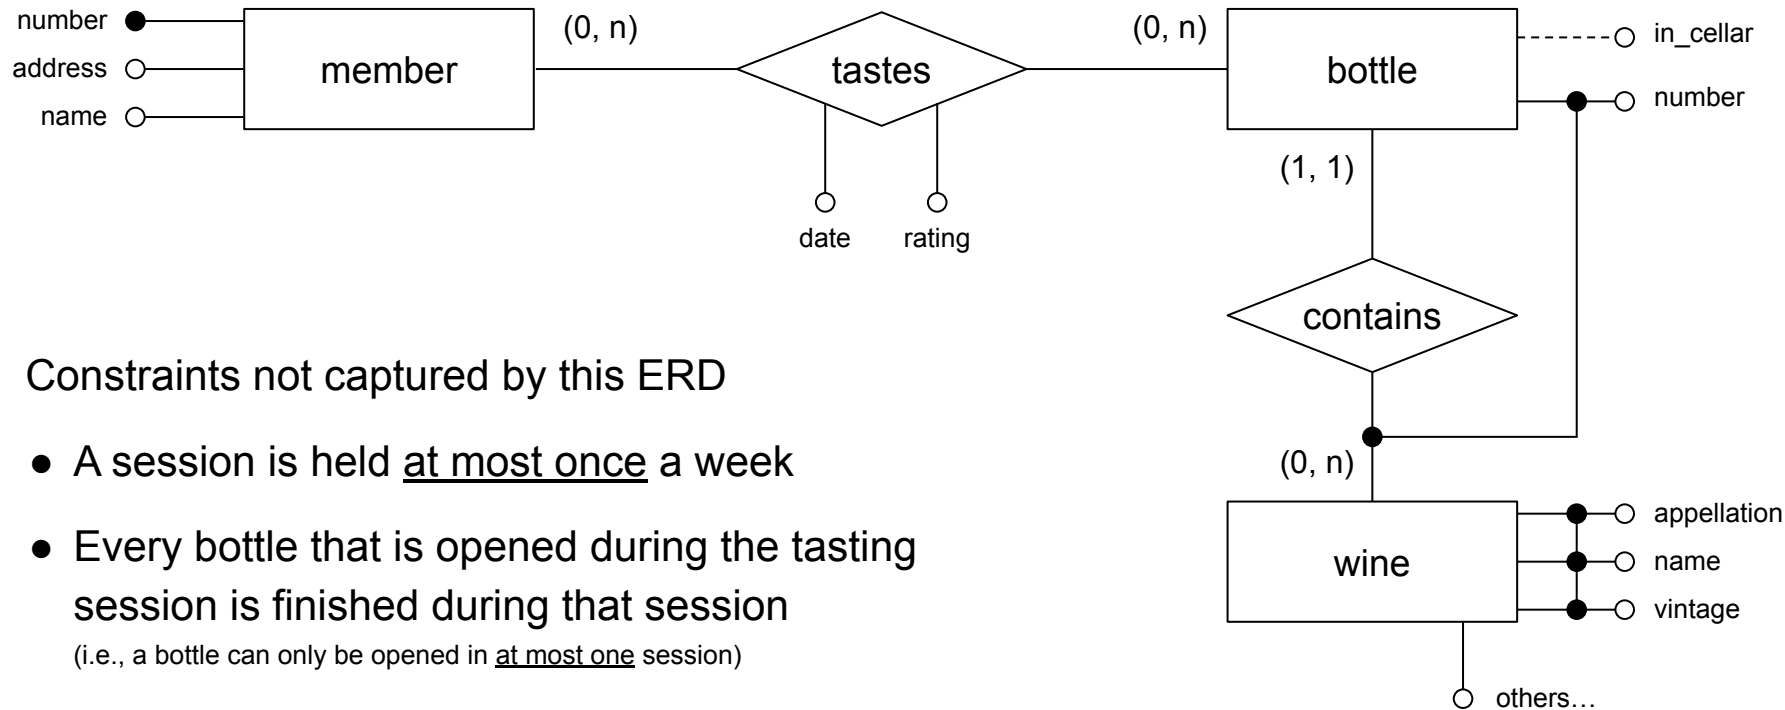 number
address
name
member
(0, n)
tastes
date
rating
(0, n)
bottle
in_cellar
number
(1, 1)
contains
(0, n)
wine
appellation
name
vintage
others…
Constraints not captured by this ERD
● A session is held at most once a week
● Every bottle that is opened during the tasting
session is finished during that session
(i.e., a bottle can only be opened in at most one session)